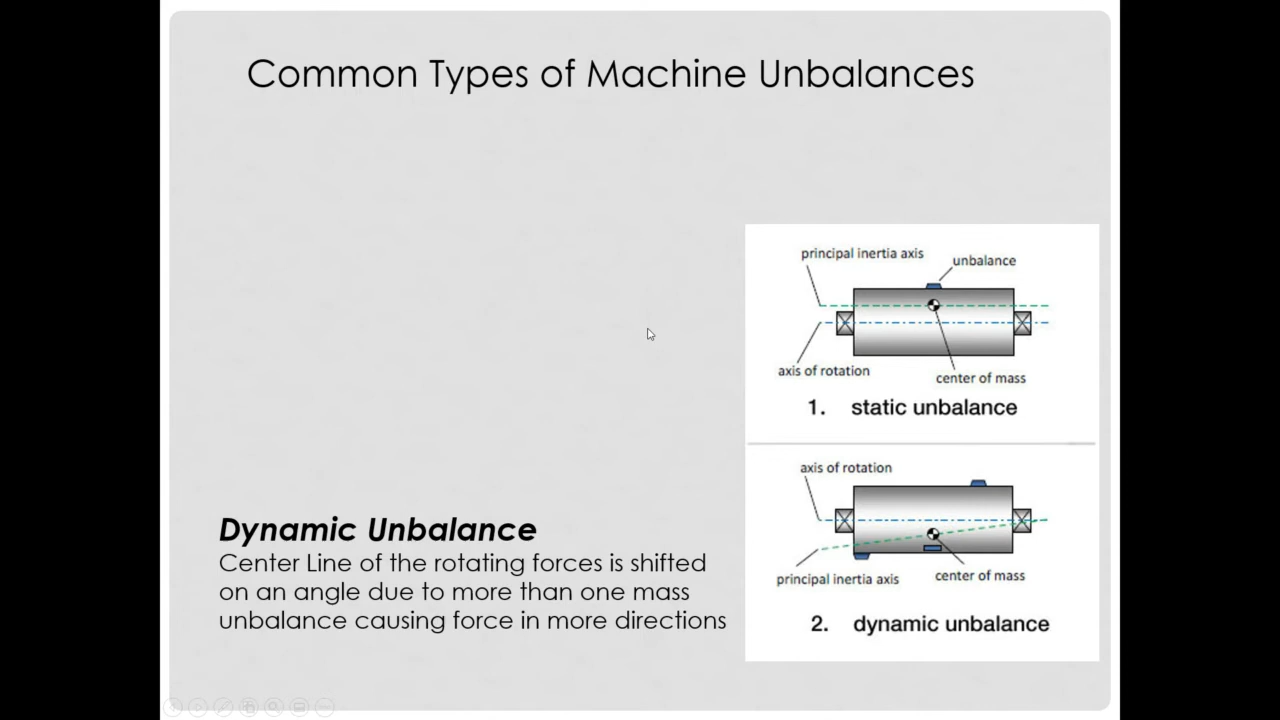 Common Types of Machine Unbalances
principal inertia axis
unbalance
axis of rotation
center of mass
1. static unbalance
axis of rotation
principal inertia axis
center of mass
2. dynamic unbalance
Dynamic Unbalance
Center Line of the rotating forces is shifted
on an angle due to more than one mass
unbalance causing force in more directions